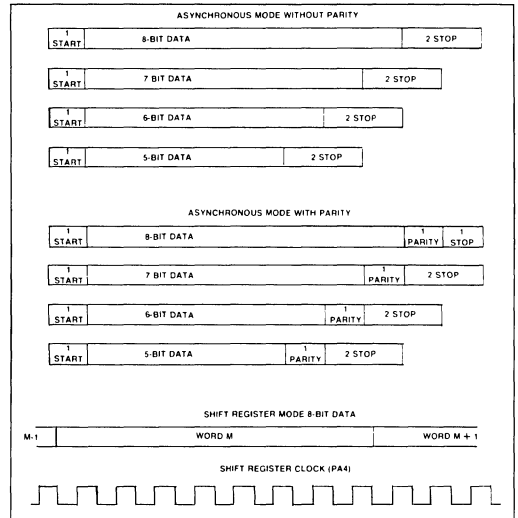 ASYNCHRONOUS MODE WITHOUT PARITY
1 START 8-BIT DATA 2 STOP
1 START 7 BIT DATA 2 STOP
1 START 6-BIT DATA 2 STOP
1 START 5-BIT DATA 2 STOP
ASYNCHRONOUS MODE WITH PARITY
1 START 8-BIT DATA 1 PARITY 1 STOP
1 START 7 BIT DATA 1 PARITY 2 STOP
1 START 6-BIT DATA 1 PARITY 2 STOP
1 START 5-BIT DATA 1 PARITY 2 STOP
SHIFT REGISTER MODE 8-BIT DATA
M-1 WORD M WORD M + 1
SHIFT REGISTER CLOCK (PA4)